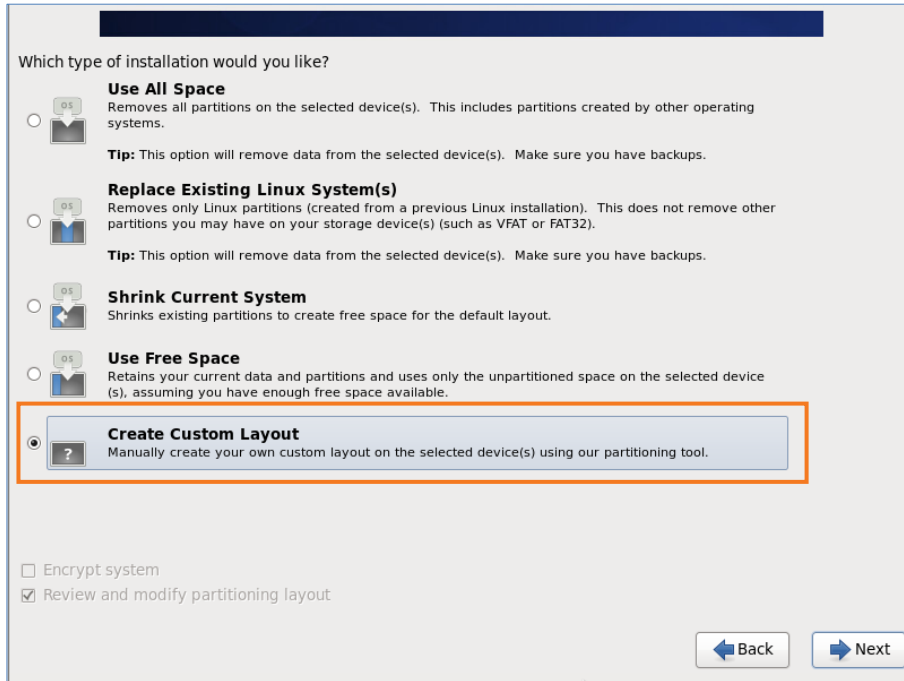 Which type of installation would you like?
Use All Space
Removes all partitions on the selected device(s).  This includes partitions created by other operating
systems.
Tip: This option will remove data from the selected device(s).  Make sure you have backups.
Replace Existing Linux System(s)
Removes only Linux partitions (created from a previous Linux installation).  This does not remove other
partitions you may have on your storage device(s) (such as VFAT or FAT32).
Tip: This option will remove data from the selected device(s).  Make sure you have backups.
Shrink Current System
Shrinks existing partitions to create free space for the default layout.
Use Free Space
Retains your current data and partitions and uses only the unpartitioned space on the selected device
(s), assuming you have enough free space available.
Create Custom Layout
Manually create your own custom layout on the selected device(s) using our partitioning tool.
Encrypt system
Review and modify partitioning layout
Back
Next
OS
OS
OS
OS
?